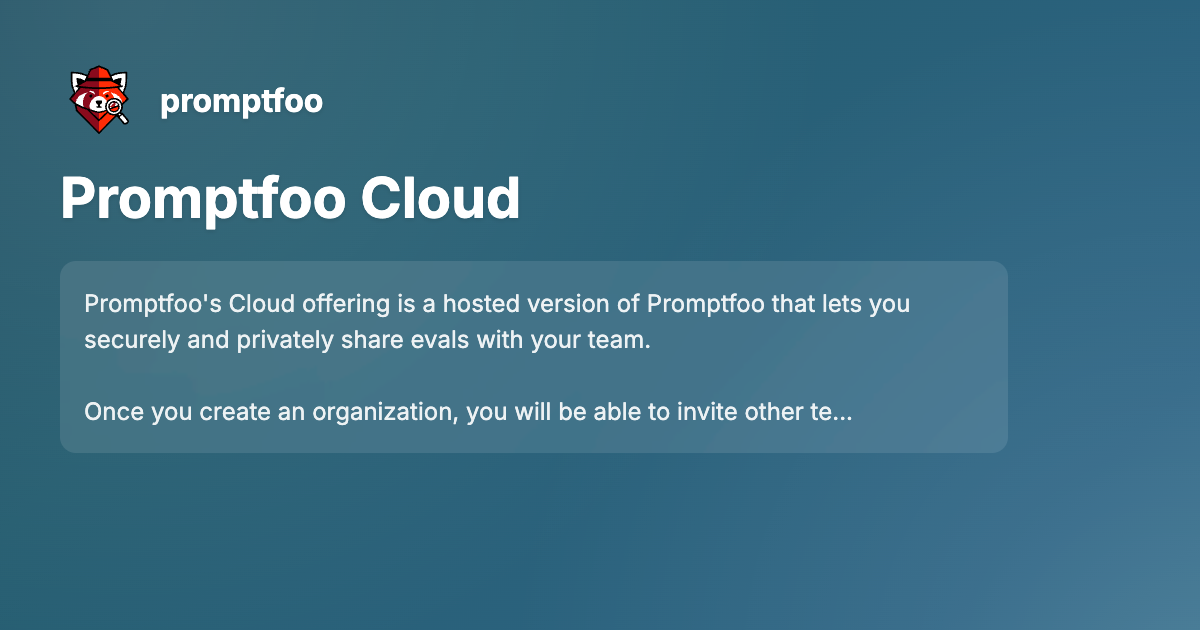 promptfoo
Promptfoo Cloud
Promptfoo's Cloud offering is a hosted version of Promptfoo that lets you
securely and privately share evals with your team.
Once you create an organization, you will be able to invite other te...